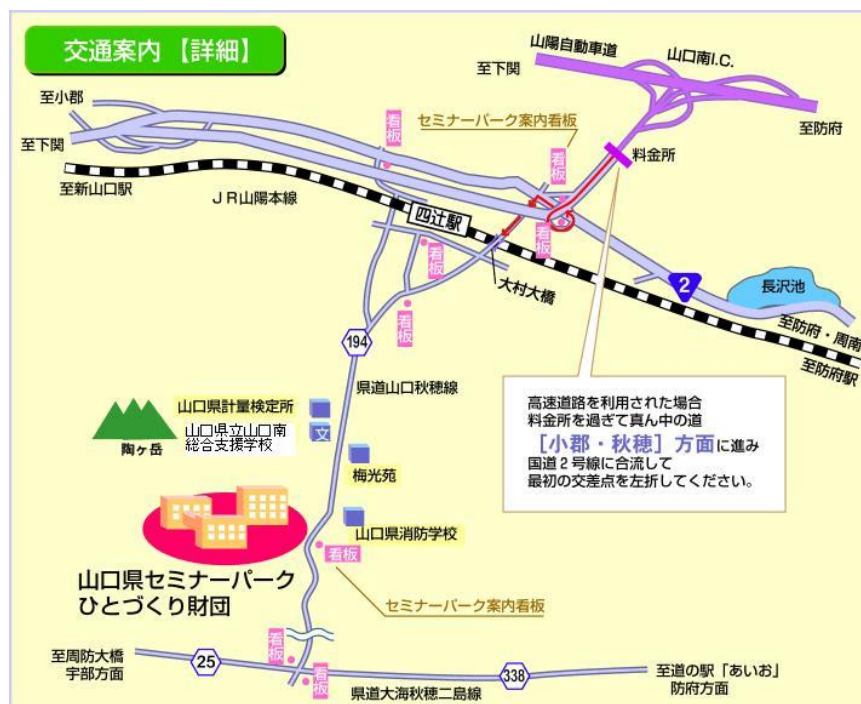 交通案内 【詳細】
山陽自動車道
山口南I.C.
至下関
至防府
至小郡
至下関
看板
セミナーパーク案内看板
看板
料金所
至新山口駅
JR山陽本線
四辻駅
看板
看板
大村大橋
2
長沢池
至防府・周南
至防府駅
看板
194
県道山口秋穂線
高速道路を利用された場合
料金所を過ぎて真ん中の道
[小郡・秋穂]方面に進み
国道2号線に合流して
最初の交差点を左折してください。
山口県計量検定所
山口県立山口南
総合支援学校
文
陶ヶ岳
梅光苑
山口県消防学校
看板
山口県セミナーパーク
ひとづくり財団
セミナーパーク案内看板
看板
至周防大橋
宇部方面
25
看板
338
県道大海秋穂二島線
至道の駅「あいお」
防府方面